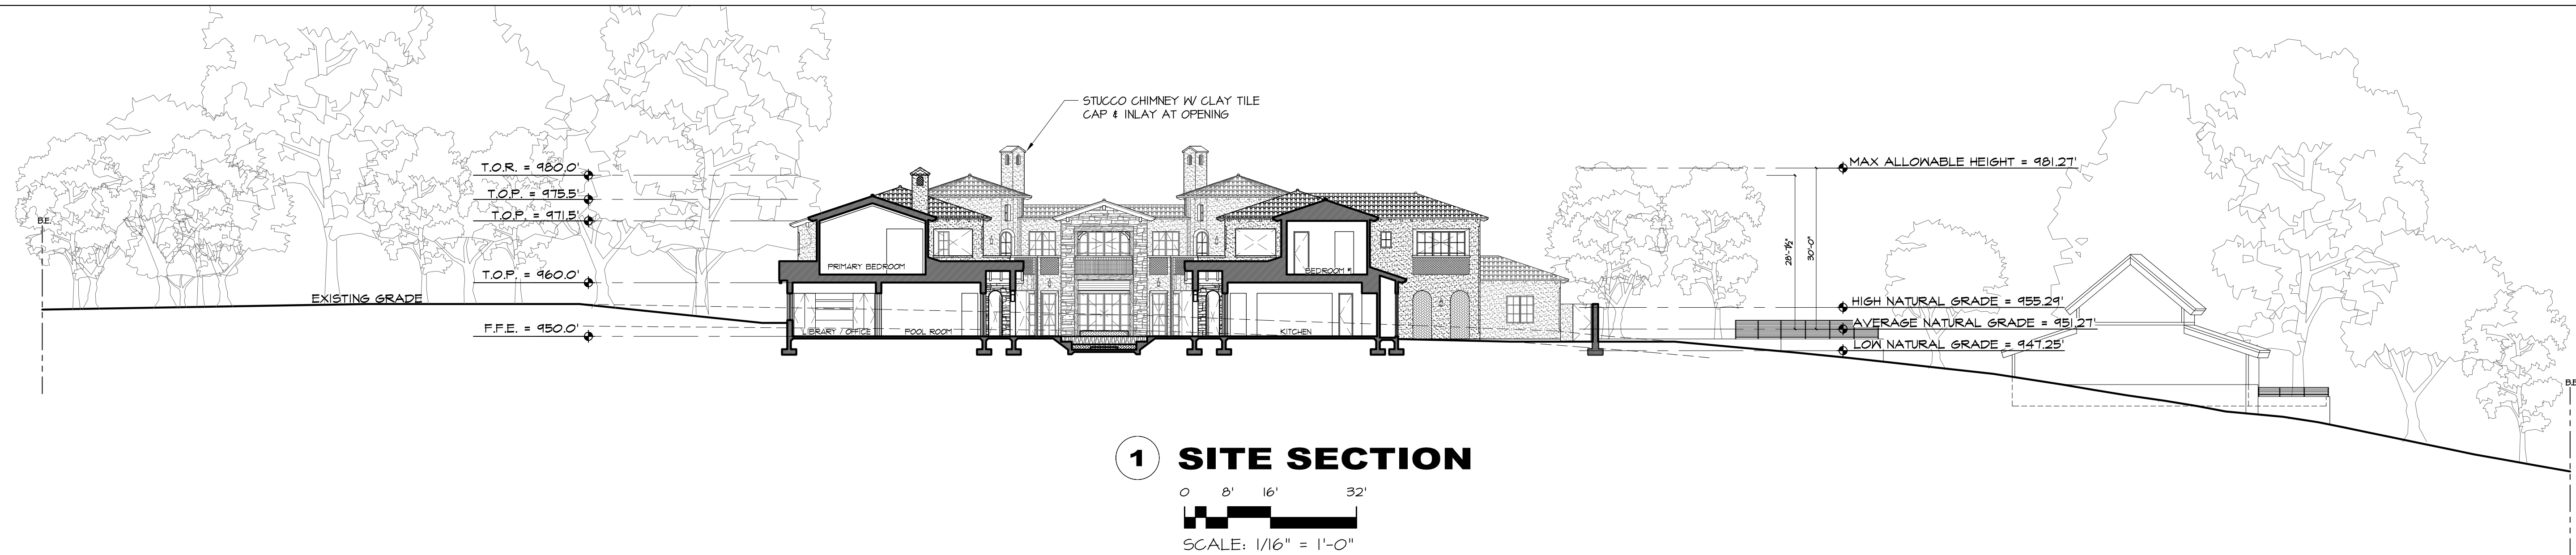 STUCCO CHIMNEY W/ CLAY TILE
CAP & INLAY AT OPENING
T.O.R. = 980.0'
T.O.P. = 975.5'
T.O.P. = 971.5'
T.O.P. = 960.0'
F.F.E. = 950.0'
B.E.
EXISTING GRADE
PRIMARY BEDROOM
BEDROOM
LIBRARY / OFFICE
POOL ROOM
KITCHEN
28'-7½"
30'-0"
MAX ALLOWABLE HEIGHT = 981.27'
HIGH NATURAL GRADE = 955.29'
AVERAGE NATURAL GRADE = 951.27'
LOW NATURAL GRADE = 947.25'
B.E.
1 SITE SECTION
0 8' 16' 32'
SCALE: 1/16" = 1'-0"